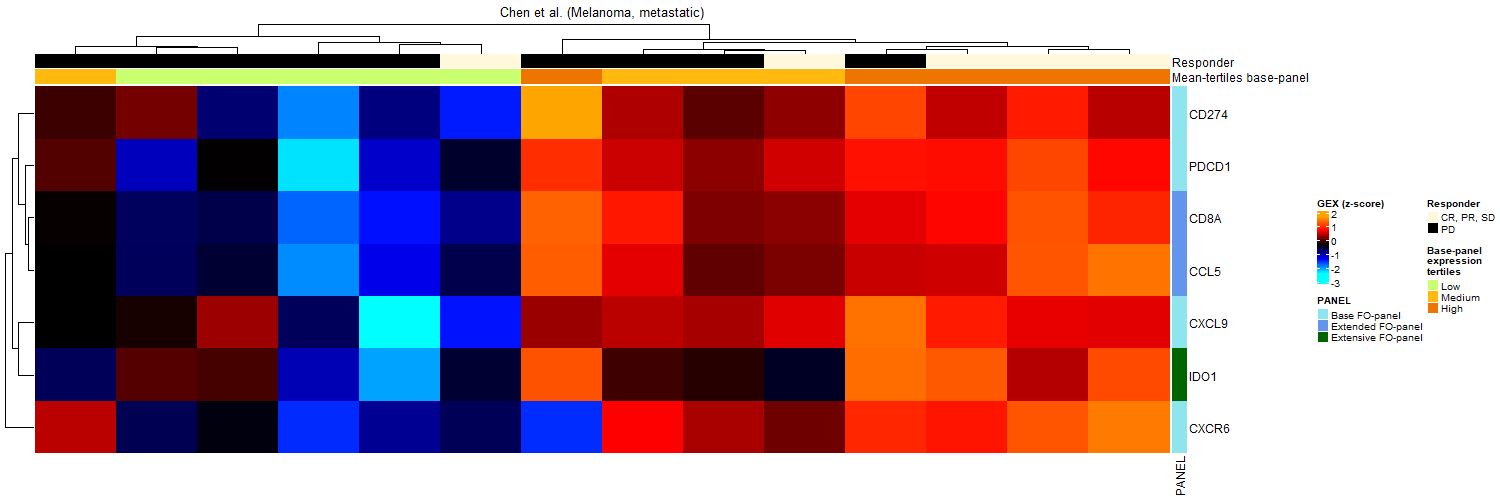 Chen et al. (Melanoma, metastatic)
Responder
Mean-tertiles base-panel
CD274
PDCD1
CD8A
CCL5
CXCL9
IDO1
CXCR6
PANEL
GEX (z-score)
2
1
0
-1
-2
-3
PANEL
Base FO-panel
Extended FO-panel
Extensive FO-panel
Responder
CR, PR, SD
PD
Base-panel
expression
tertiles
Low
Medium
High